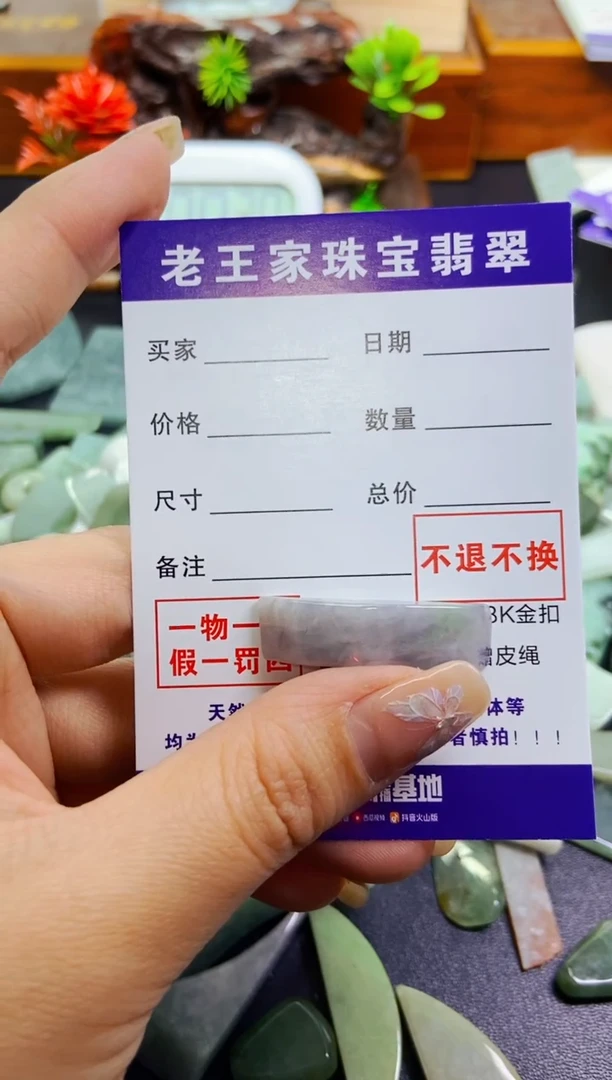 老王家珠宝翡翠
买家 日期
价格 数量
尺寸 总价
备注 不退不换
一物一
假一罚 K金扣
皮绳
天 体等
均 者慎拍!!!
基地
抖音火山版